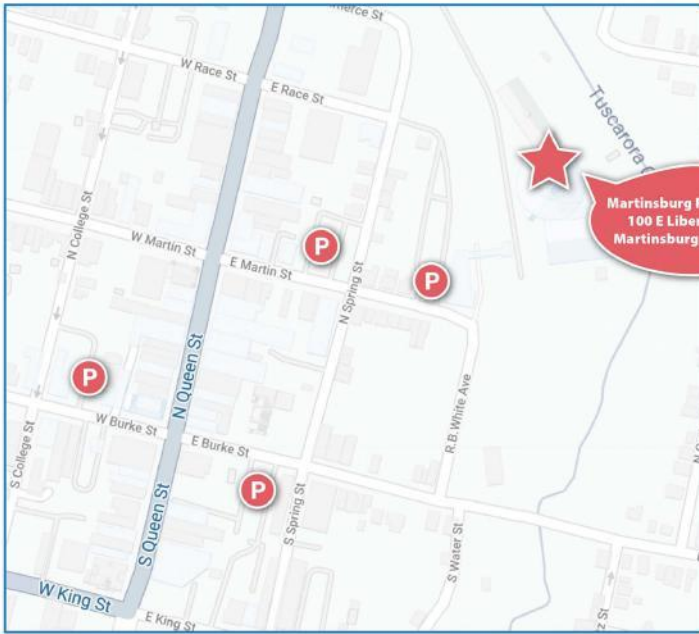 merce St
W Race St
E Race St
Tuscarora
Martinsburg
100 E Liber
Martinsburg
N College St
W Martin St
E Martin St
N Spring St
P
P
P
N Queen St
R.B. White Ave
W Burke St
E Burke St
S College St
P
S Queen St
S Spring St
S Water St
W King St
E King St
z St